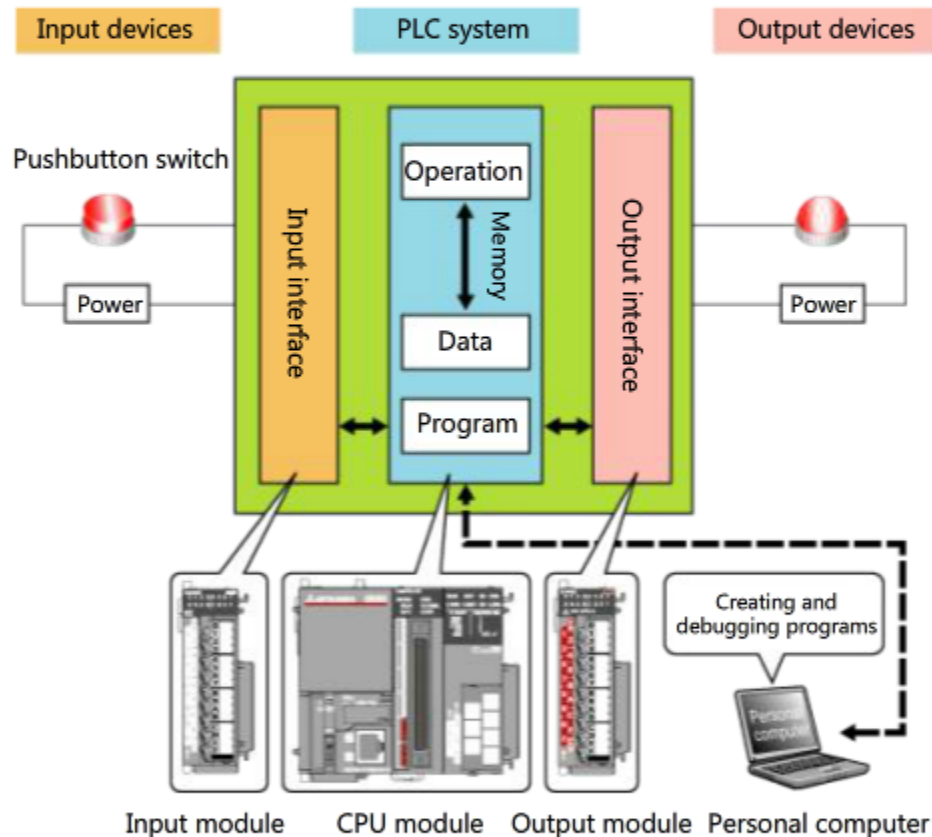 Input devices
PLC system
Output devices
Pushbutton switch
Power
Input interface
Operation
Memory
Data
Program
Output interface
Power
Creating and
debugging programs
Personal
computer
Input module
CPU module
Output module
Personal computer